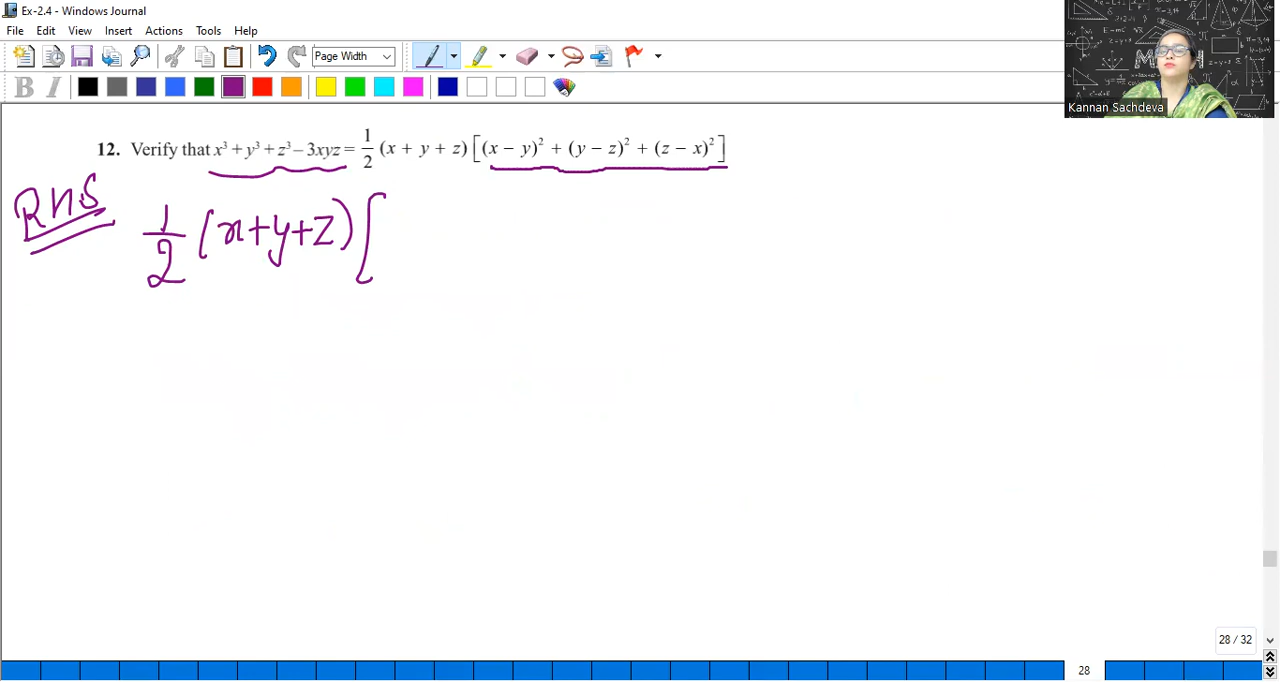 Ex-2.4 - Windows Journal
File Edit View Insert Actions Tools Help
Page Width
B I
Kannan Sachdeva
12. Verify that x³ + y³ + z³ – 3xyz = 1/2 (x + y + z) [(x – y)² + (y – z)² + (z – x)²]
RHS
1/2 (x+y+z) [
28 / 32
28